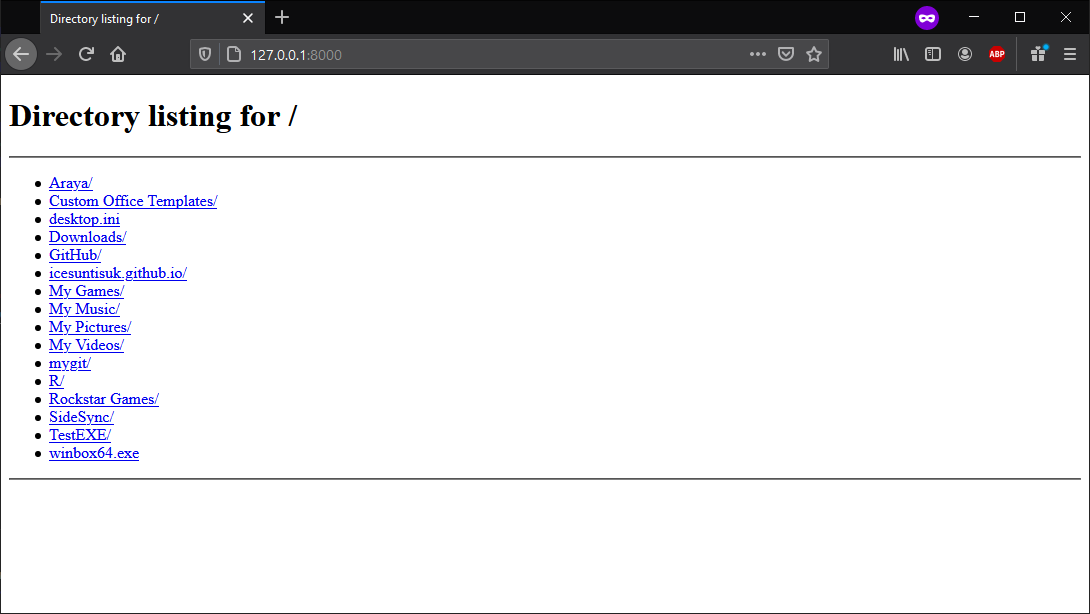 Directory listing for /
127.0.0.1:8000
ABP
Directory listing for /
Araya/
Custom Office Templates/
desktop.ini
Downloads/
GitHub/
icesuntisuk.github.io/
My Games/
My Music/
My Pictures/
My Videos/
mygit/
R/
Rockstar Games/
SideSync/
TestEXE/
winbox64.exe